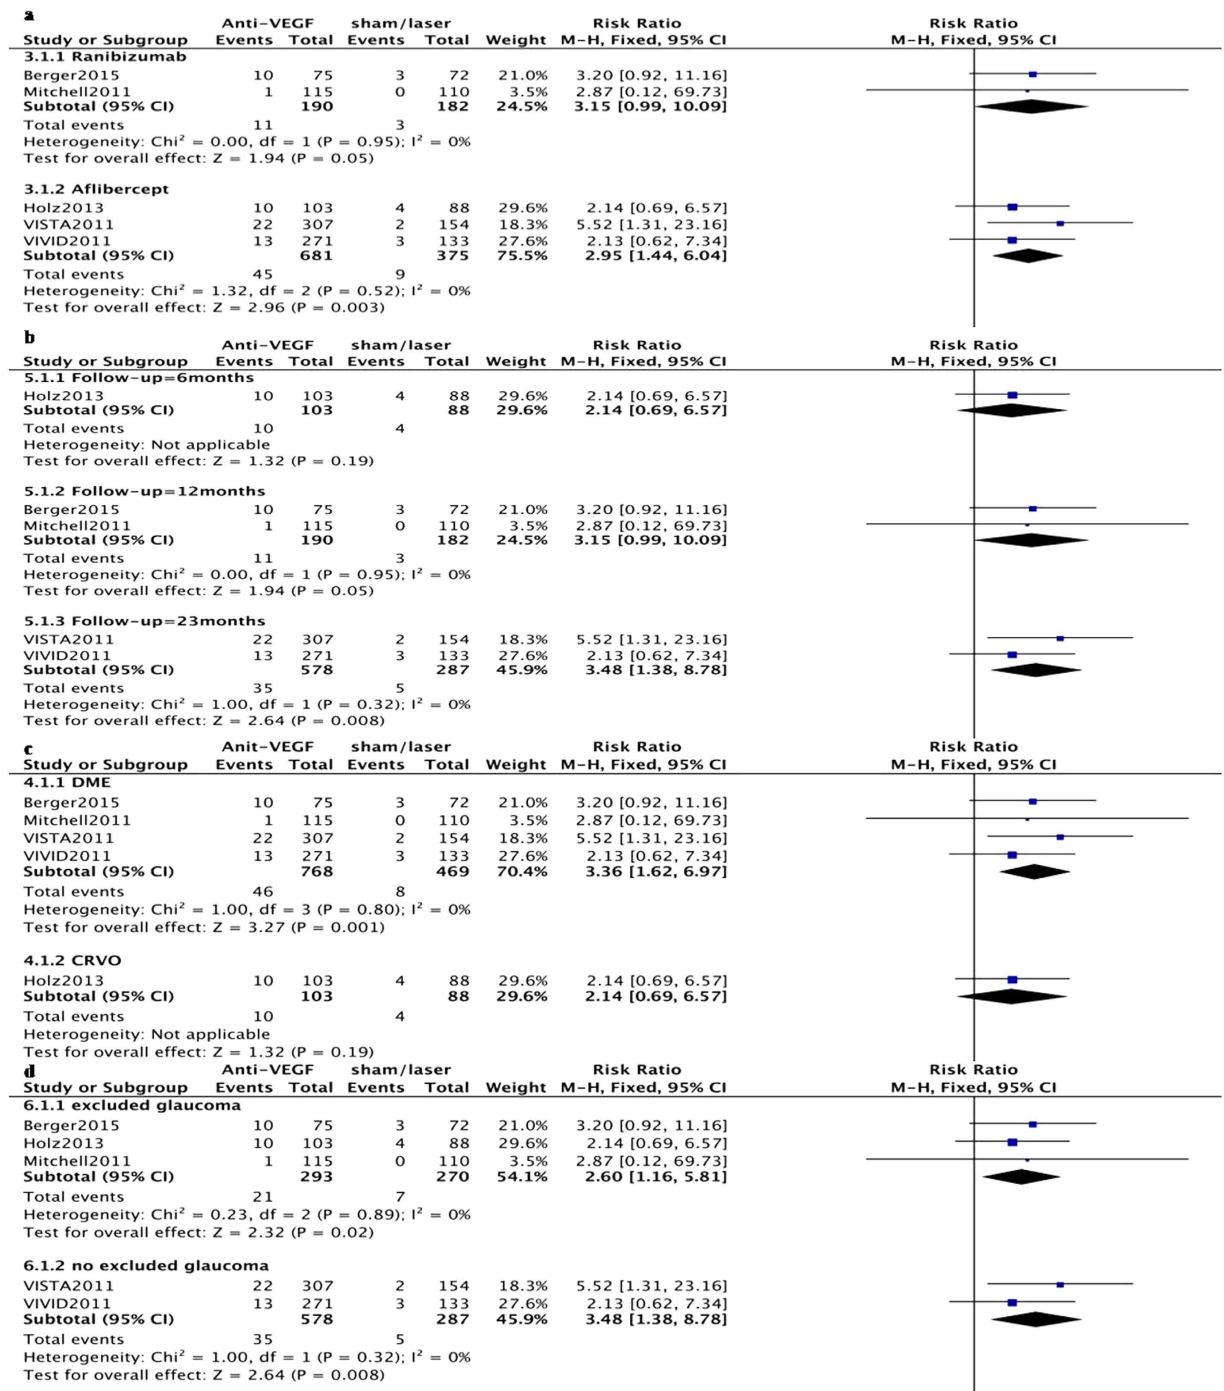 a
Anti-VEGF sham/laser Risk Ratio Risk Ratio
Study or Subgroup Events Total Events Total Weight M-H, Fixed, 95% CI M-H, Fixed, 95% CI
3.1.1 Ranibizumab
Berger2015 10 75 3 72 21.0% 3.20 [0.92, 11.16]
Mitchell2011 1 115 0 110 3.5% 2.87 [0.12, 69.73]
Subtotal (95% CI) 190 182 24.5% 3.15 [0.99, 10.09]
Total events 11 3
Heterogeneity: Chi² = 0.00, df = 1 (P = 0.95); I² = 0%
Test for overall effect: Z = 1.94 (P = 0.05)
3.1.2 Aflibercept
Holz2013 10 103 4 88 29.6% 2.14 [0.69, 6.57]
VISTA2011 22 307 2 154 18.3% 5.52 [1.31, 23.16]
VIVID2011 13 271 3 133 27.6% 2.13 [0.62, 7.34]
Subtotal (95% CI) 681 375 75.5% 2.95 [1.44, 6.04]
Total events 45 9
Heterogeneity: Chi² = 1.32, df = 2 (P = 0.52); I² = 0%
Test for overall effect: Z = 2.96 (P = 0.003)
b
Anti-VEGF sham/laser Risk Ratio Risk Ratio
Study or Subgroup Events Total Events Total Weight M-H, Fixed, 95% CI M-H, Fixed, 95% CI
5.1.1 Follow-up=6months
Holz2013 10 103 4 88 29.6% 2.14 [0.69, 6.57]
Subtotal (95% CI) 103 88 29.6% 2.14 [0.69, 6.57]
Total events 10 4
Heterogeneity: Not applicable
Test for overall effect: Z = 1.32 (P = 0.19)
5.1.2 Follow-up=12months
Berger2015 10 75 3 72 21.0% 3.20 [0.92, 11.16]
Mitchell2011 1 115 0 110 3.5% 2.87 [0.12, 69.73]
Subtotal (95% CI) 190 182 24.5% 3.15 [0.99, 10.09]
Total events 11 3
Heterogeneity: Chi² = 0.00, df = 1 (P = 0.95); I² = 0%
Test for overall effect: Z = 1.94 (P = 0.05)
5.1.3 Follow-up=23months
VISTA2011 22 307 2 154 18.3% 5.52 [1.31, 23.16]
VIVID2011 13 271 3 133 27.6% 2.13 [0.62, 7.34]
Subtotal (95% CI) 578 287 45.9% 3.48 [1.38, 8.78]
Total events 35 5
Heterogeneity: Chi² = 1.00, df = 1 (P = 0.32); I² = 0%
Test for overall effect: Z = 2.64 (P = 0.008)
c
Anit-VEGF sham/laser Risk Ratio Risk Ratio
Study or Subgroup Events Total Events Total Weight M-H, Fixed, 95% CI M-H, Fixed, 95% CI
4.1.1 DME
Berger2015 10 75 3 72 21.0% 3.20 [0.92, 11.16]
Mitchell2011 1 115 0 110 3.5% 2.87 [0.12, 69.73]
VISTA2011 22 307 2 154 18.3% 5.52 [1.31, 23.16]
VIVID2011 13 271 3 133 27.6% 2.13 [0.62, 7.34]
Subtotal (95% CI) 768 469 70.4% 3.36 [1.62, 6.97]
Total events 46 8
Heterogeneity: Chi² = 1.00, df = 3 (P = 0.80); I² = 0%
Test for overall effect: Z = 3.27 (P = 0.001)
4.1.2 CRVO
Holz2013 10 103 4 88 29.6% 2.14 [0.69, 6.57]
Subtotal (95% CI) 103 88 29.6% 2.14 [0.69, 6.57]
Total events 10 4
Heterogeneity: Not applicable
Test for overall effect: Z = 1.32 (P = 0.19)
d
Anti-VEGF sham/laser Risk Ratio Risk Ratio
Study or Subgroup Events Total Events Total Weight M-H, Fixed, 95% CI M-H, Fixed, 95% CI
6.1.1 excluded glaucoma
Berger2015 10 75 3 72 21.0% 3.20 [0.92, 11.16]
Holz2013 10 103 4 88 29.6% 2.14 [0.69, 6.57]
Mitchell2011 1 115 0 110 3.5% 2.87 [0.12, 69.73]
Subtotal (95% CI) 293 270 54.1% 2.60 [1.16, 5.81]
Total events 21 7
Heterogeneity: Chi² = 0.23, df = 2 (P = 0.89); I² = 0%
Test for overall effect: Z = 2.32 (P = 0.02)
6.1.2 no excluded glaucoma
VISTA2011 22 307 2 154 18.3% 5.52 [1.31, 23.16]
VIVID2011 13 271 3 133 27.6% 2.13 [0.62, 7.34]
Subtotal (95% CI) 578 287 45.9% 3.48 [1.38, 8.78]
Total events 35 5
Heterogeneity: Chi² = 1.00, df = 1 (P = 0.32); I² = 0%
Test for overall effect: Z = 2.64 (P = 0.008)